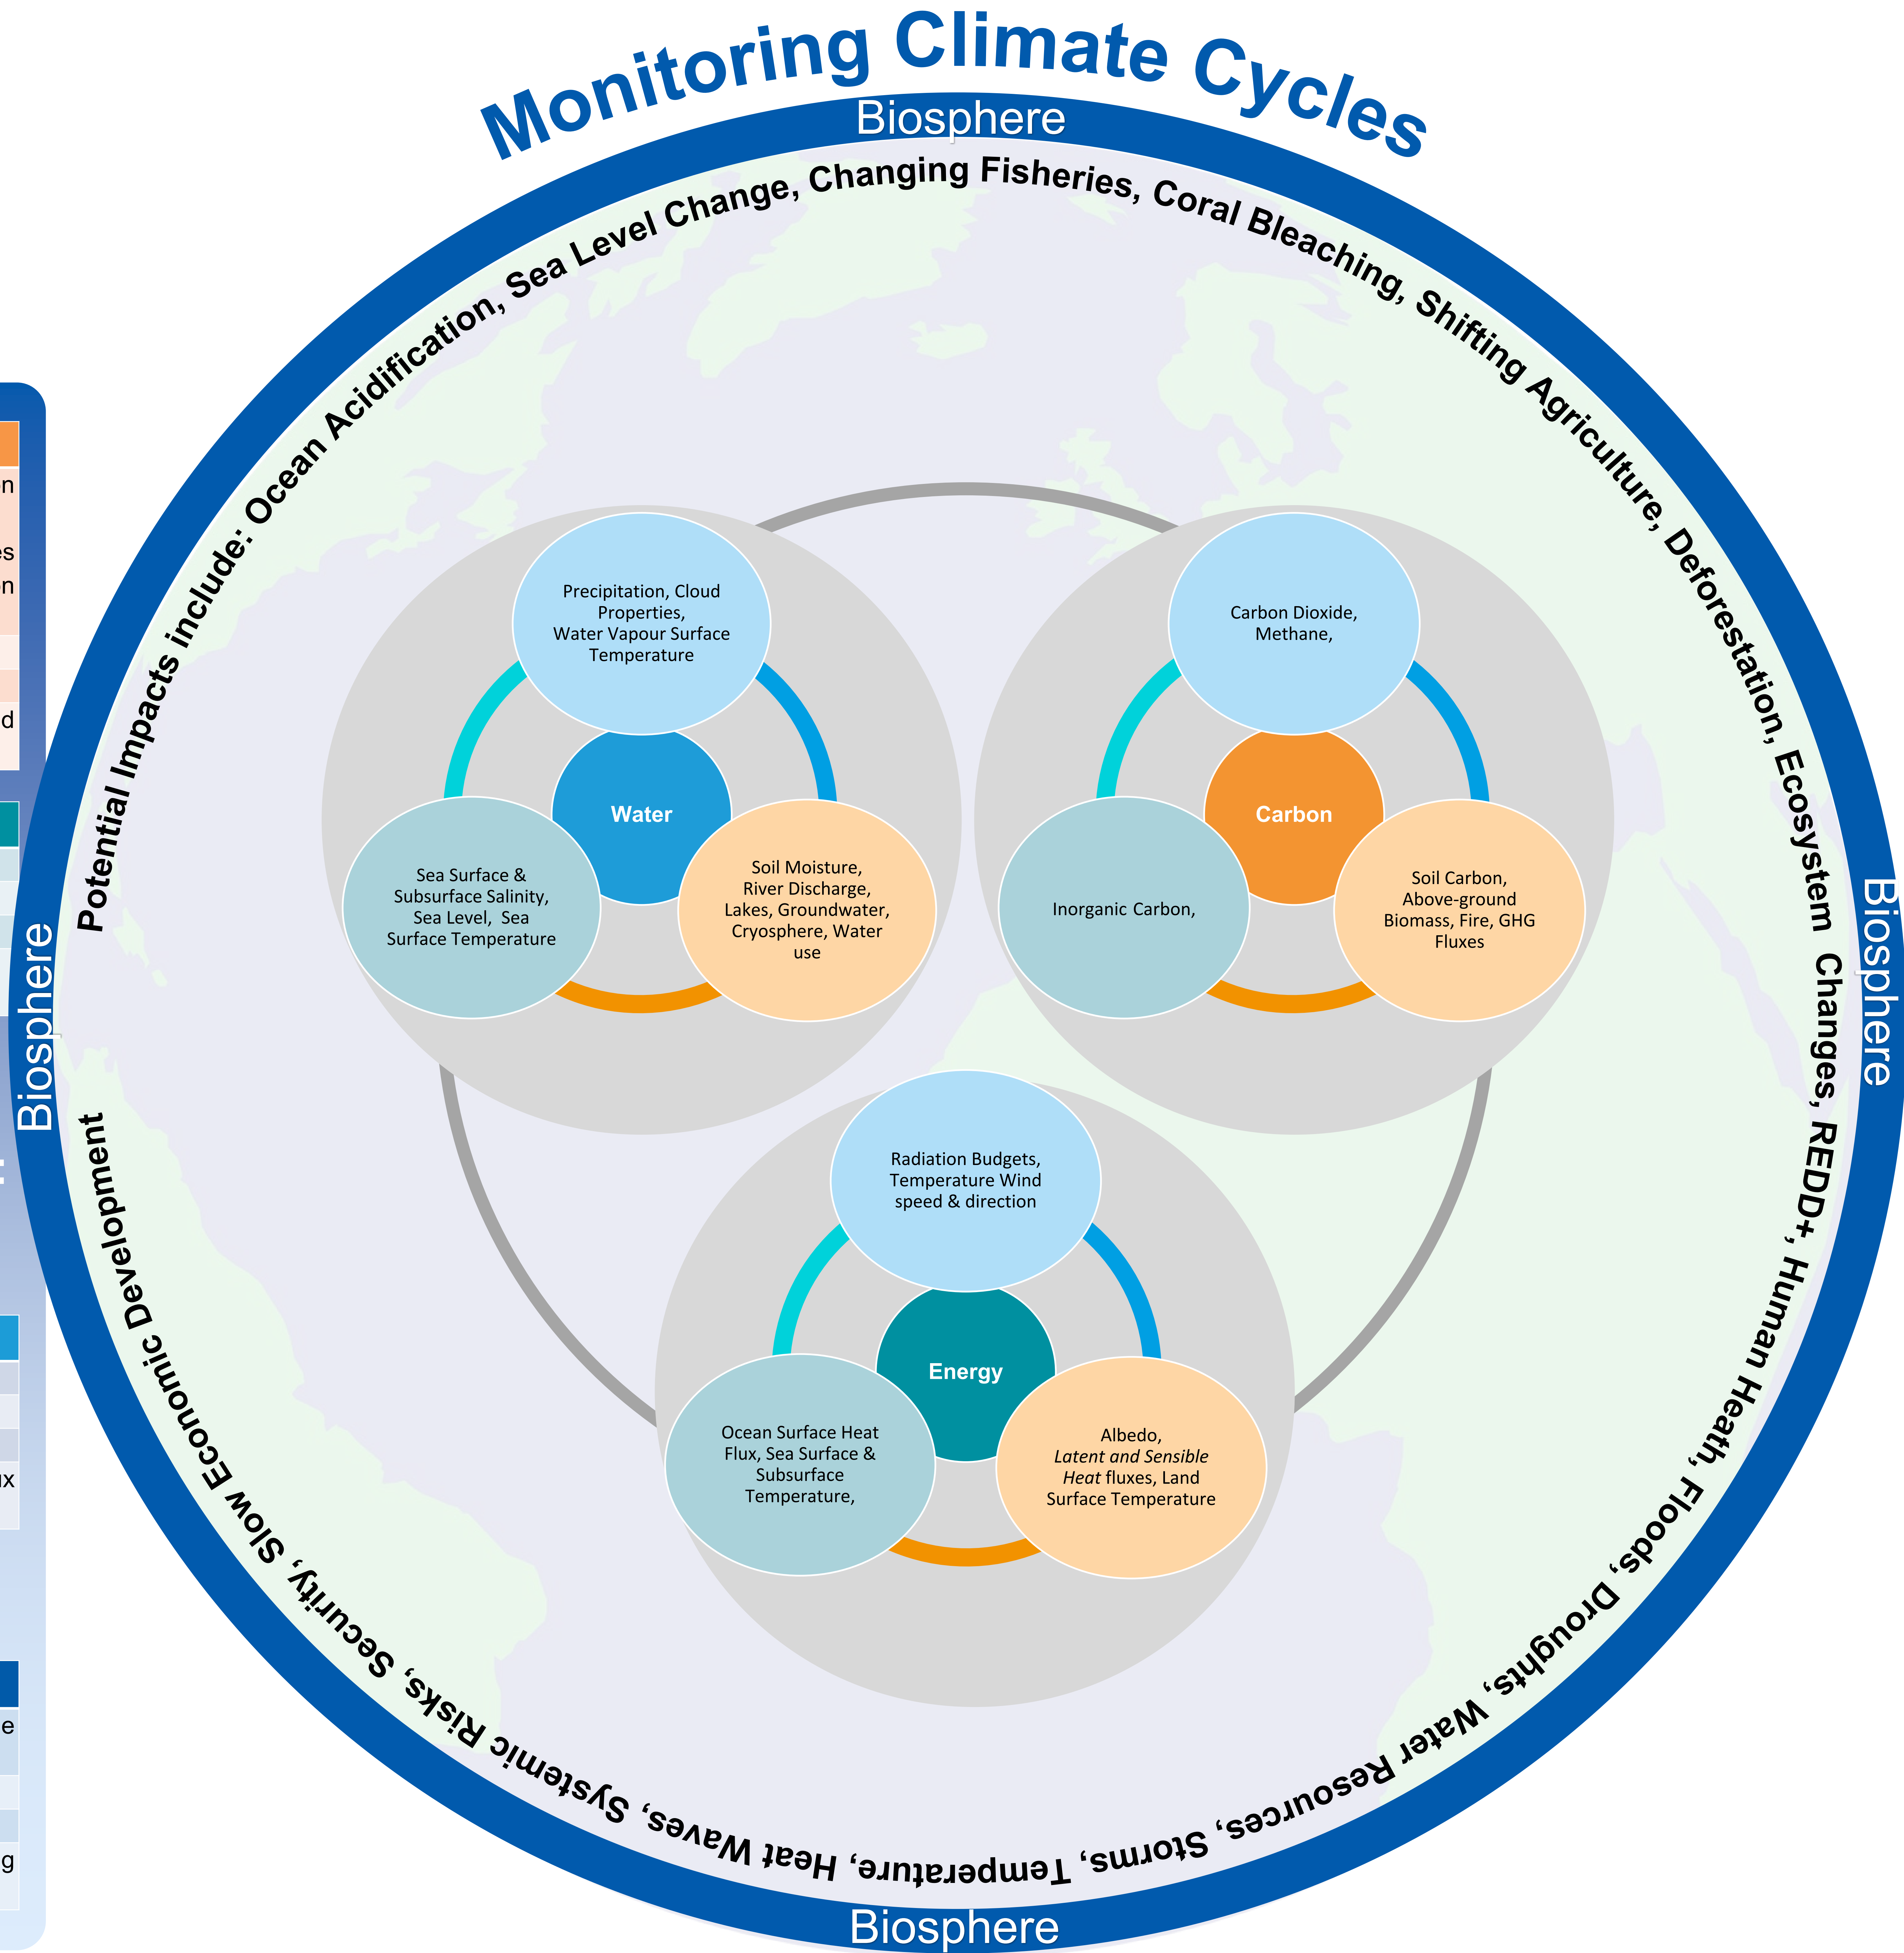 Monitoring Climate Cycles
Biosphere
Potential Impacts include: Ocean Acidification, Sea Level Change, Changing Fisheries, Coral Bleaching, Shifting Agriculture, Deforestation, Ecosystem Changes, REDD+, Human Heath, Floods, Droughts, Water Resources, Storms, Temperature, Heat Waves, Systemic Risks, Security, Slow Economic Development
Precipitation, Cloud
Properties,
Water Vapour Surface
Temperature
Water
Sea Surface &
Subsurface Salinity,
Sea Level, Sea
Surface Temperature
Soil Moisture,
River Discharge,
Lakes, Groundwater,
Cryosphere, Water
use
Carbon Dioxide,
Methane,
Carbon
Inorganic Carbon,
Soil Carbon,
Above-ground
Biomass, Fire, GHG
Fluxes
Biosphere
Biosphere
Radiation Budgets,
Temperature Wind
speed & direction
Energy
Ocean Surface Heat
Flux, Sea Surface &
Subsurface
Temperature,
Albedo,
Latent and Sensible
Heat fluxes, Land
Surface Temperature
Biosphere